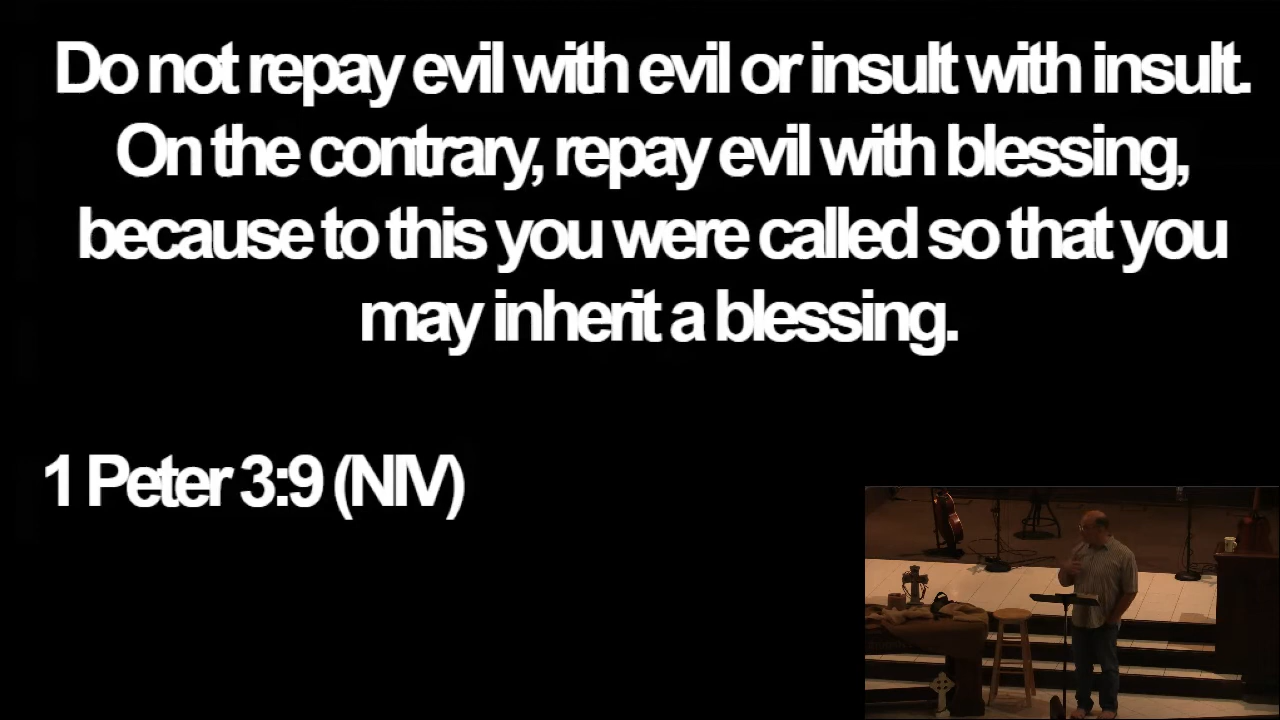 Do not repay evil with evil or insult with insult.
On the contrary, repay evil with blessing,
because to this you were called so that you
may inherit a blessing.
1 Peter 3:9 (NIV)